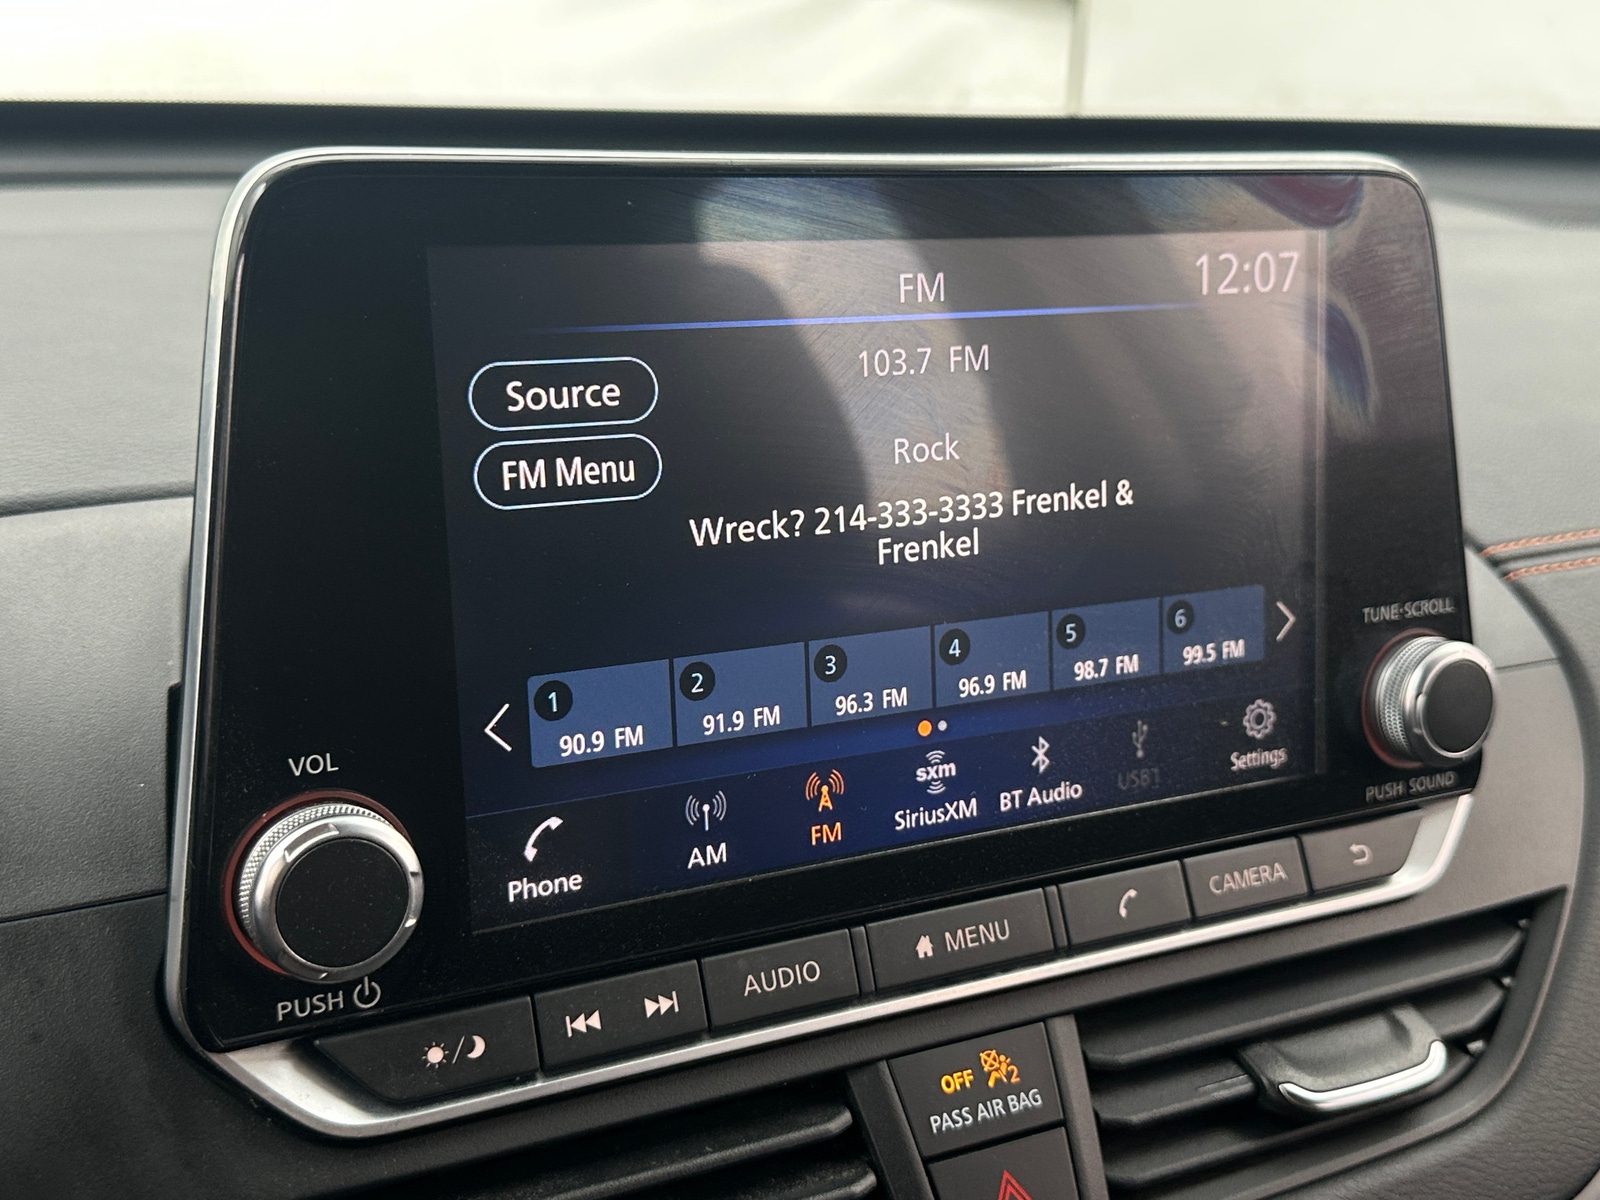 FM
12:07
103.7 FM
Source
Rock
FM Menu
Wreck? 214-333-3333 Frenkel &
Frenkel
1
90.9 FM
2
91.9 FM
3
96.3 FM
4
96.9 FM
5
98.7 FM
6
99.5 FM
Phone
AM
FM
sxm
SiriusXM
BT Audio
USB1
Settings
VOL
PUSH
TUNE·SCROLL
PUSH SOUND
AUDIO
MENU
CAMERA
OFF 2
PASS AIR BAG